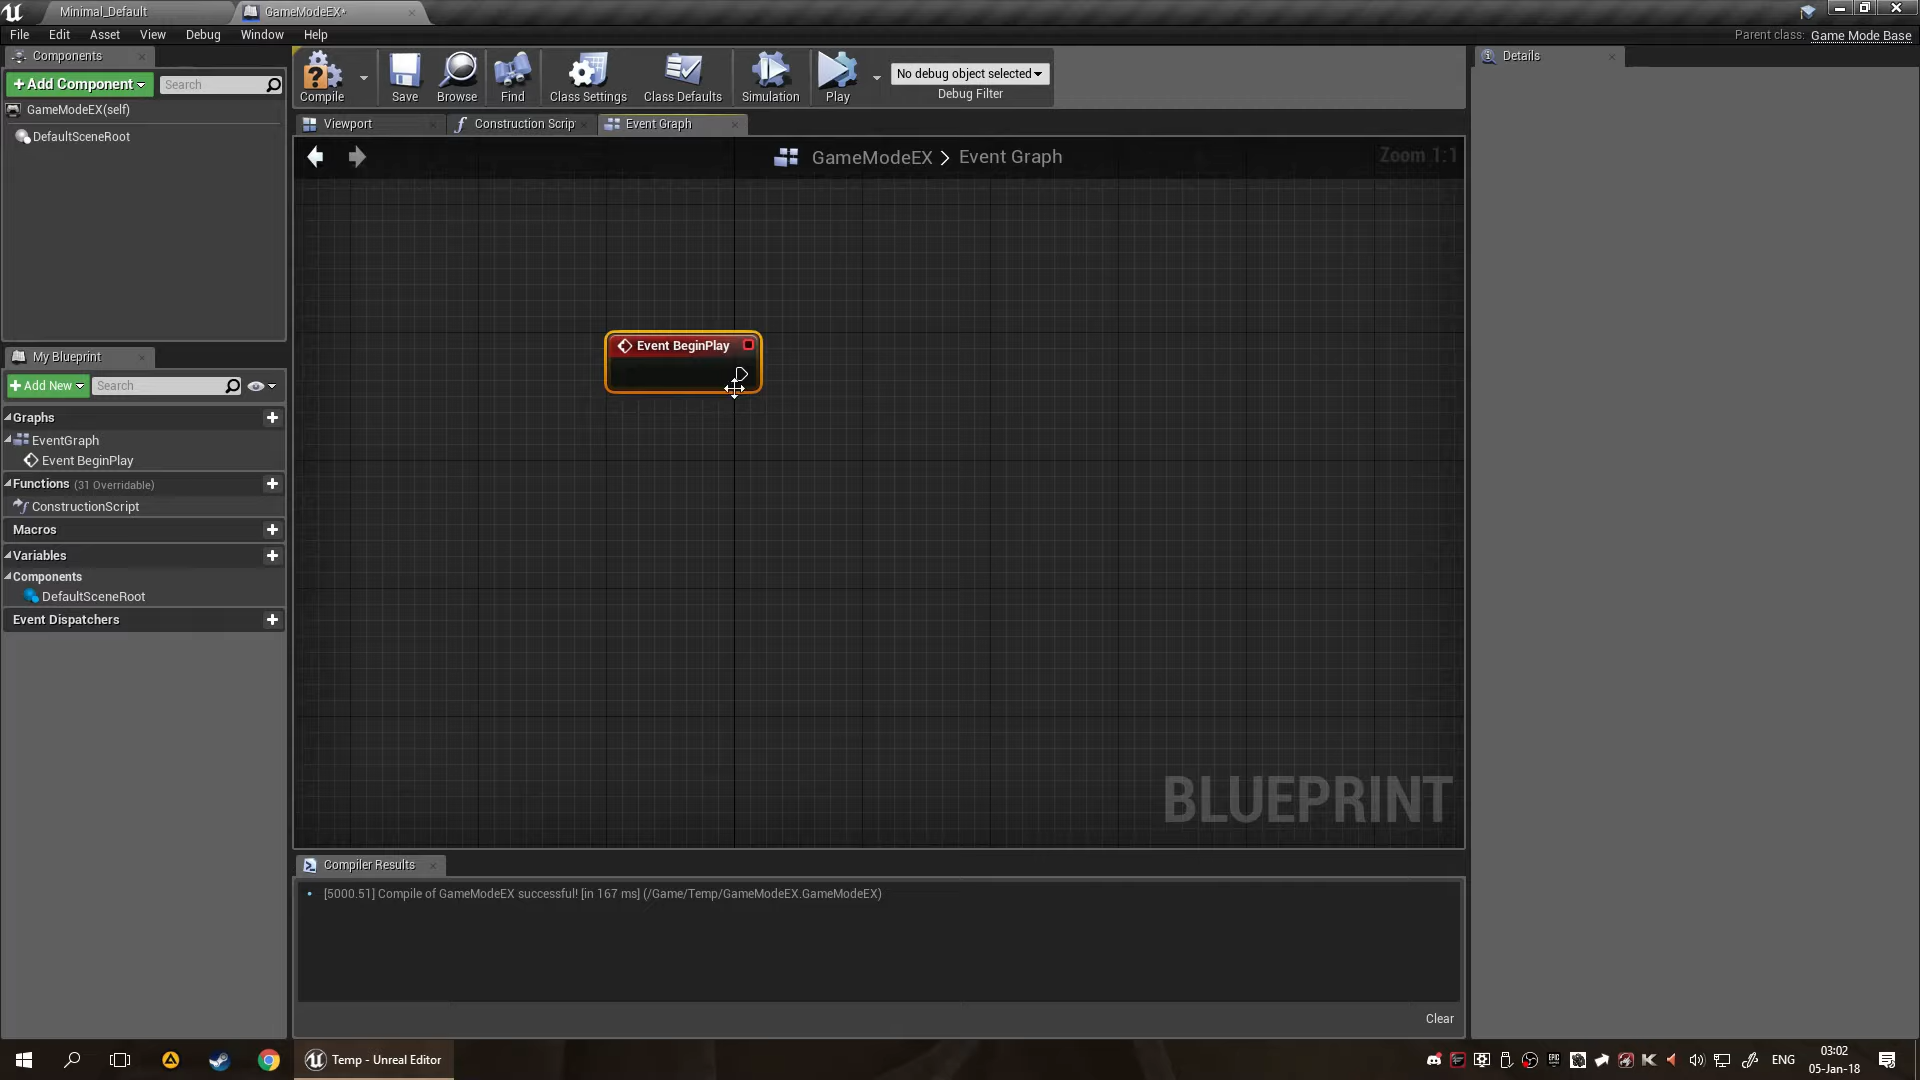 Minimal_Default
GameModeEX*
File Edit Asset View Debug Window Help
Parent class: Game Mode Base
Components
+Add Component
Search
GameModeEX(self)
DefaultSceneRoot
Compile
Save
Browse
Find
Class Settings
Class Defaults
Simulation
Play
No debug object selected
Debug Filter
Details
Viewport
Construction Scrip
Event Graph
GameModeEX > Event Graph
Zoom 1:1
Event BeginPlay
BLUEPRINT
My Blueprint
+Add New
Search
Graphs
EventGraph
Event BeginPlay
Functions (31 Overridable)
ConstructionScript
Macros
Variables
Components
DefaultSceneRoot
Event Dispatchers
Compiler Results
[5000.51] Compile of GameModeEX successful! [in 167 ms] (/Game/Temp/GameModeEX.GameModeEX)
Clear
Temp - Unreal Editor
ENG
03:02
05-Jan-18